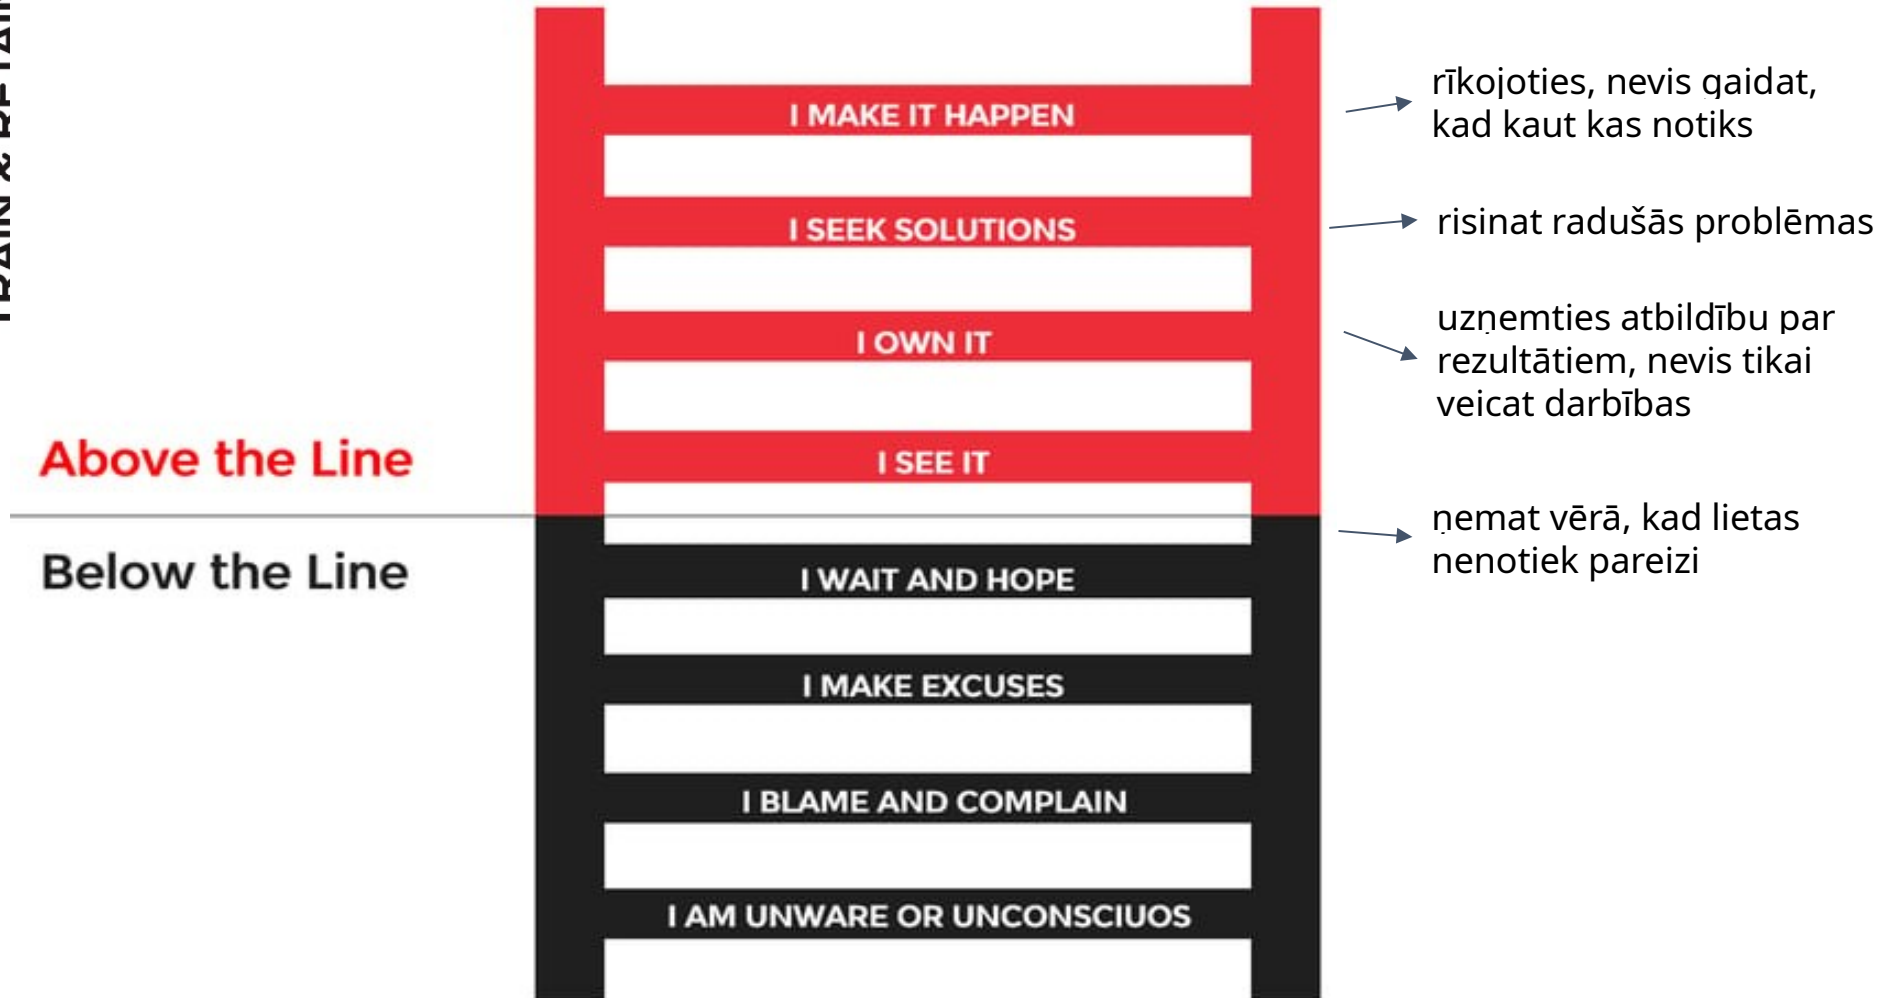 TRAIN & RETAIN
I MAKE IT HAPPEN
rīkojoties, nevis gaidat,
kad kaut kas notiks
I SEEK SOLUTIONS
risinat radušās problēmas
I OWN IT
uzņemties atbildību par
rezultātiem, nevis tikai
veicat darbības
Above the Line
I SEE IT
ņemat vērā, kad lietas
nenotiek pareizi
Below the Line
I WAIT AND HOPE
I MAKE EXCUSES
I BLAME AND COMPLAIN
I AM UNWARE OR UNCONSCIUOS